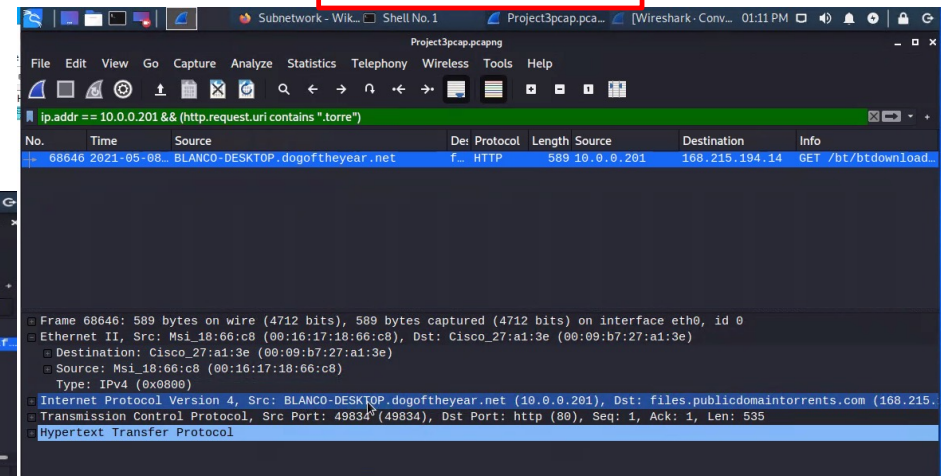 Subnetwork - Wik... Shell No. 1 Project3pcap.pca... [Wireshark · Conv... 01:11 PM
Project3pcap.pcapng
File Edit View Go Capture Analyze Statistics Telephony Wireless Tools Help
ip.addr == 10.0.0.201 && (http.request.uri contains ".torre")
No. Time Source De: Protocol Length Source Destination Info
68646 2021-05-08… BLANCO-DESKTOP.dogoftheyear.net f… HTTP 589 10.0.0.201 168.215.194.14 GET /bt/btdownload…
Frame 68646: 589 bytes on wire (4712 bits), 589 bytes captured (4712 bits) on interface eth0, id 0
Ethernet II, Src: Msi_18:66:c8 (00:16:17:18:66:c8), Dst: Cisco_27:a1:3e (00:09:b7:27:a1:3e)
Destination: Cisco_27:a1:3e (00:09:b7:27:a1:3e)
Source: Msi_18:66:c8 (00:16:17:18:66:c8)
Type: IPv4 (0x0800)
Internet Protocol Version 4, Src: BLANCO-DESKTOP.dogoftheyear.net (10.0.0.201), Dst: files.publicdomaintorrents.com (168.215.
Transmission Control Protocol, Src Port: 49834 (49834), Dst Port: http (80), Seq: 1, Ack: 1, Len: 535
Hypertext Transfer Protocol